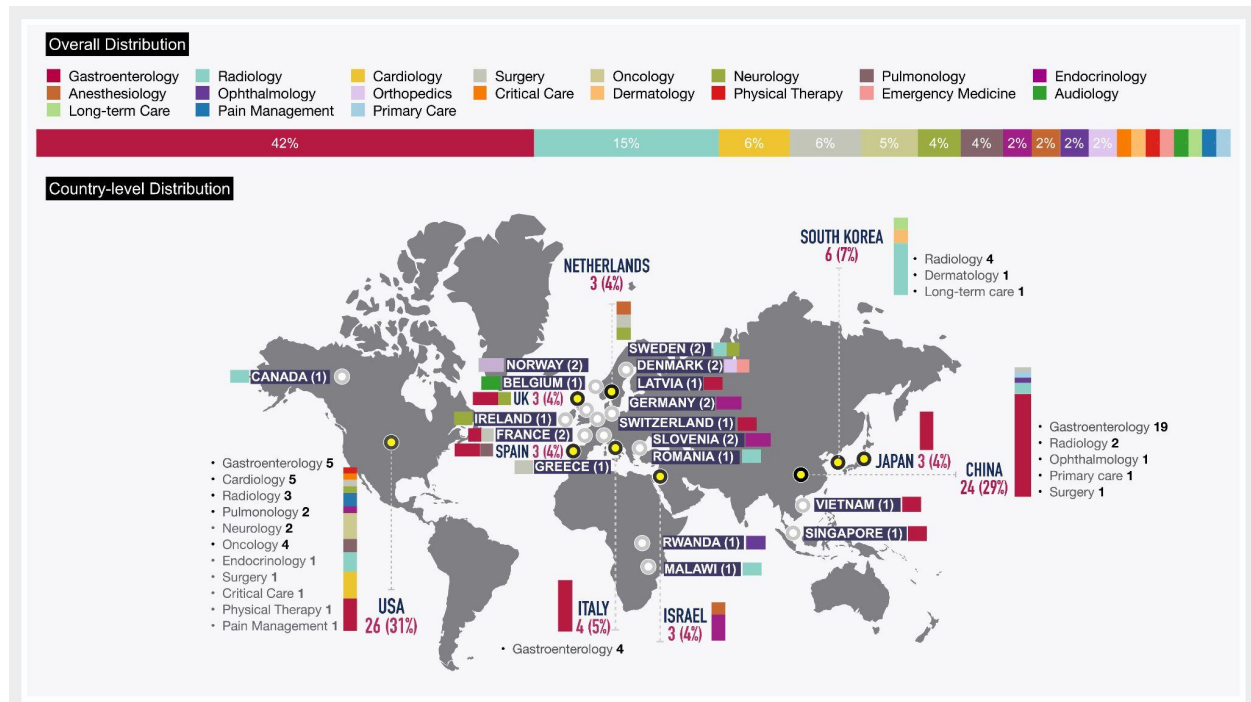 Overall Distribution
Gastroenterology Radiology Cardiology Surgery Oncology Neurology Pulmonology Endocrinology
Anesthesiology Ophthalmology Orthopedics Critical Care Dermatology Physical Therapy Emergency Medicine Audiology
Long-term Care Pain Management Primary Care
42% 15% 6% 6% 5% 4% 4% 2% 2% 2% 2%
Country-level Distribution
SOUTH KOREA
6 (7%)
• Radiology 4
• Dermatology 1
• Long-term care 1
NETHERLANDS
3 (4%)
SWEDEN (2)
NORWAY (2)
DENMARK (2)
CANADA (1)
BELGIUM (1)
LATVIA (1)
UK 3 (4%)
GERMANY (2)
IRELAND (1)
SWITZERLAND (1)
FRANCE (2)
SLOVENIA (2)
SPAIN 3 (4%)
ROMANIA (1)
GREECE (1)
JAPAN 3 (4%)
CHINA
24 (29%)
• Gastroenterology 19
• Radiology 2
• Ophthalmology 1
• Primary care 1
• Surgery 1
• Gastroenterology 5
• Cardiology 5
• Radiology 3
• Pulmonology 2
• Neurology 2
• Oncology 4
• Endocrinology 1
• Surgery 1
• Critical Care 1
• Physical Therapy 1
• Pain Management 1
USA
26 (31%)
VIETNAM (1)
SINGAPORE (1)
RWANDA (1)
MALAWI (1)
ITALY
4 (5%)
• Gastroenterology 4
ISRAEL
3 (4%)